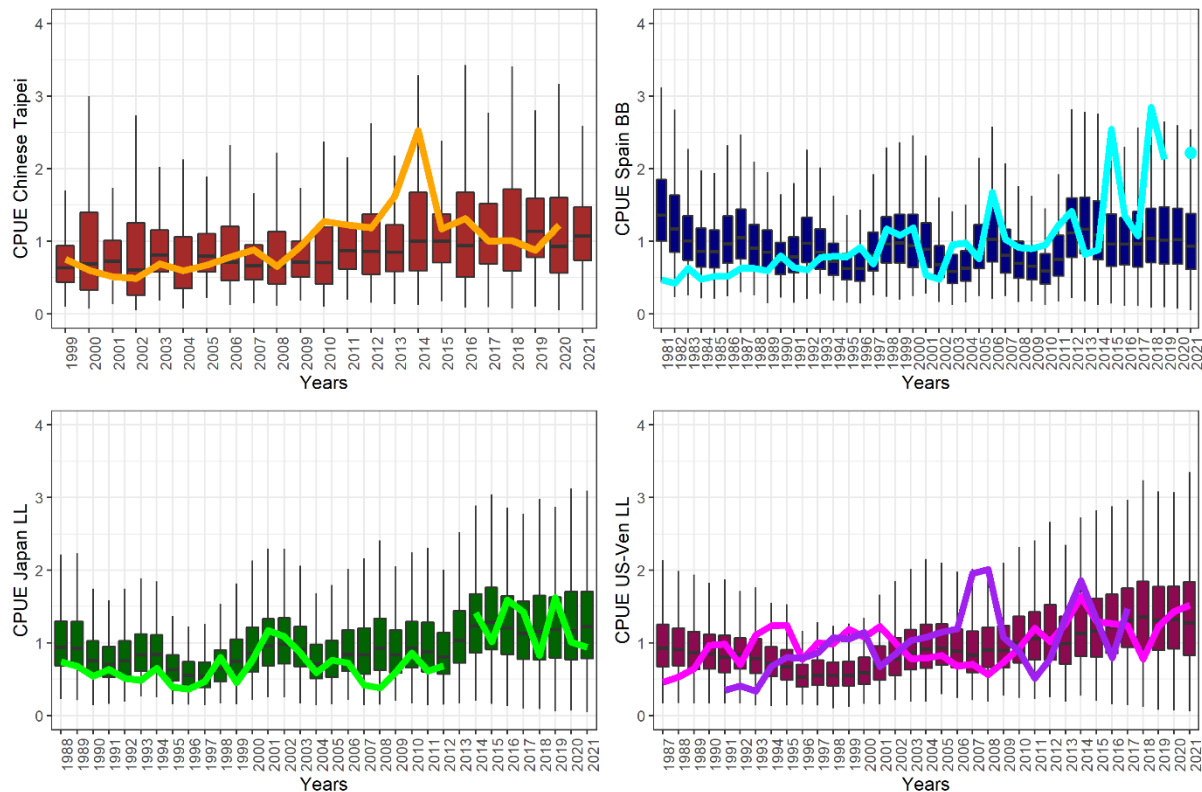 CPUE Chinese Taipei
4
3
2
1
0
1999 2000 2001 2002 2003 2004 2005 2006 2007 2008 2009 2010 2011 2012 2013 2014 2015 2016 2017 2018 2019 2020 2021
Years
CPUE Spain BB
4
3
2
1
0
1981 1982 1983 1984 1985 1986 1987 1988 1989 1990 1991 1992 1993 1994 1995 1996 1997 1998 1999 2000 2001 2002 2003 2004 2005 2006 2007 2008 2009 2010 2011 2012 2013 2014 2015 2016 2017 2018 2019 2020 2021
Years
CPUE Japan LL
4
3
2
1
0
1988 1989 1990 1991 1992 1993 1994 1995 1996 1997 1998 1999 2000 2001 2002 2003 2004 2005 2006 2007 2008 2009 2010 2011 2012 2013 2014 2015 2016 2017 2018 2019 2020 2021
Years
CPUE US-Ven LL
4
3
2
1
0
1987 1988 1989 1990 1991 1992 1993 1994 1995 1996 1997 1998 1999 2000 2001 2002 2003 2004 2005 2006 2007 2008 2009 2010 2011 2012 2013 2014 2015 2016 2017 2018 2019 2020 2021
Years